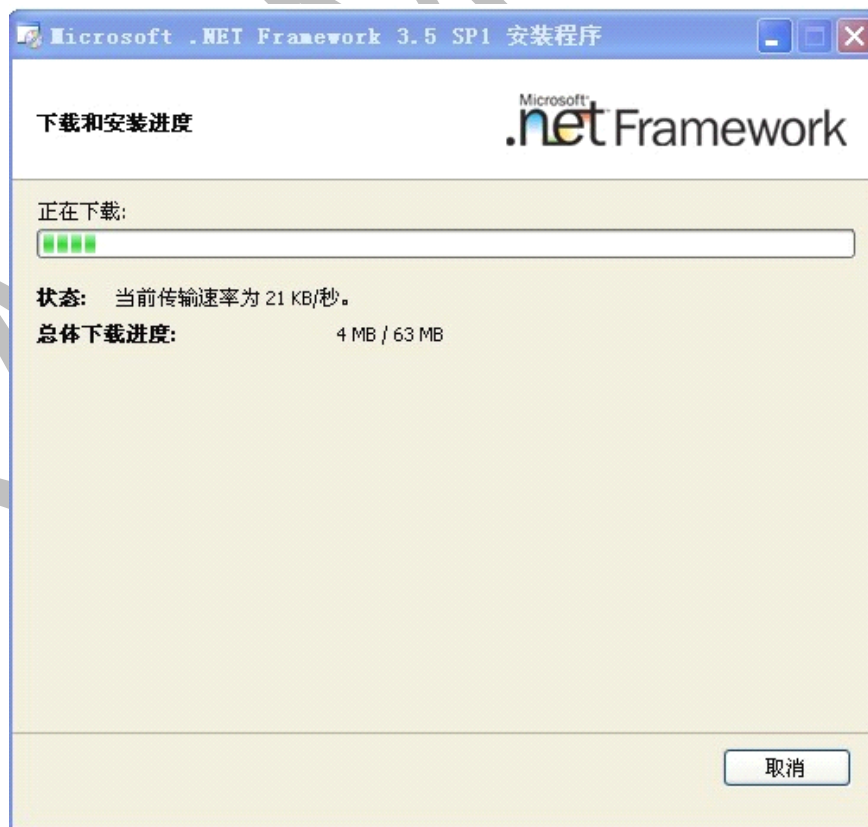 Microsoft .NET Framework 3.5 SP1 安装程序
下载和安装进度
Microsoft
.net Framework
正在下载:
状态: 当前传输速率为 21 KB/秒。
总体下载进度: 4 MB / 63 MB
取消